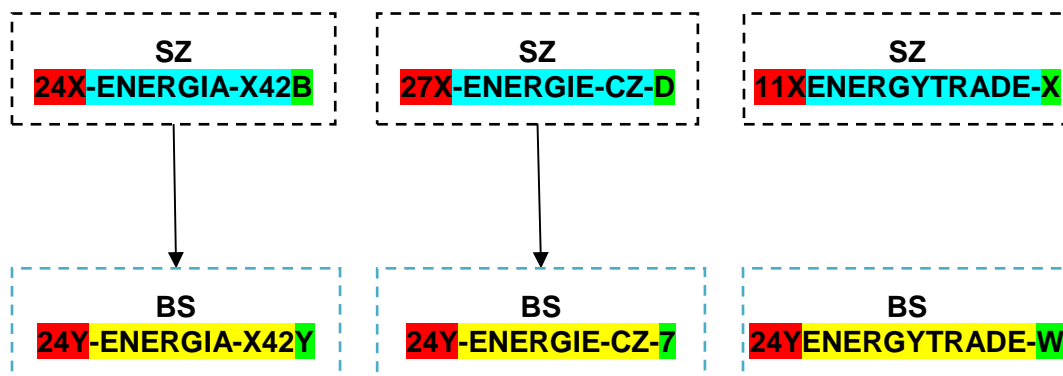 SZ
24X-ENERGIA-X42B
SZ
27X-ENERGIE-CZ-D
SZ
11XENERGYTRADE-X
BS
24Y-ENERGIA-X42Y
BS
24Y-ENERGIE-CZ-7
BS
24YENERGYTRADE-W